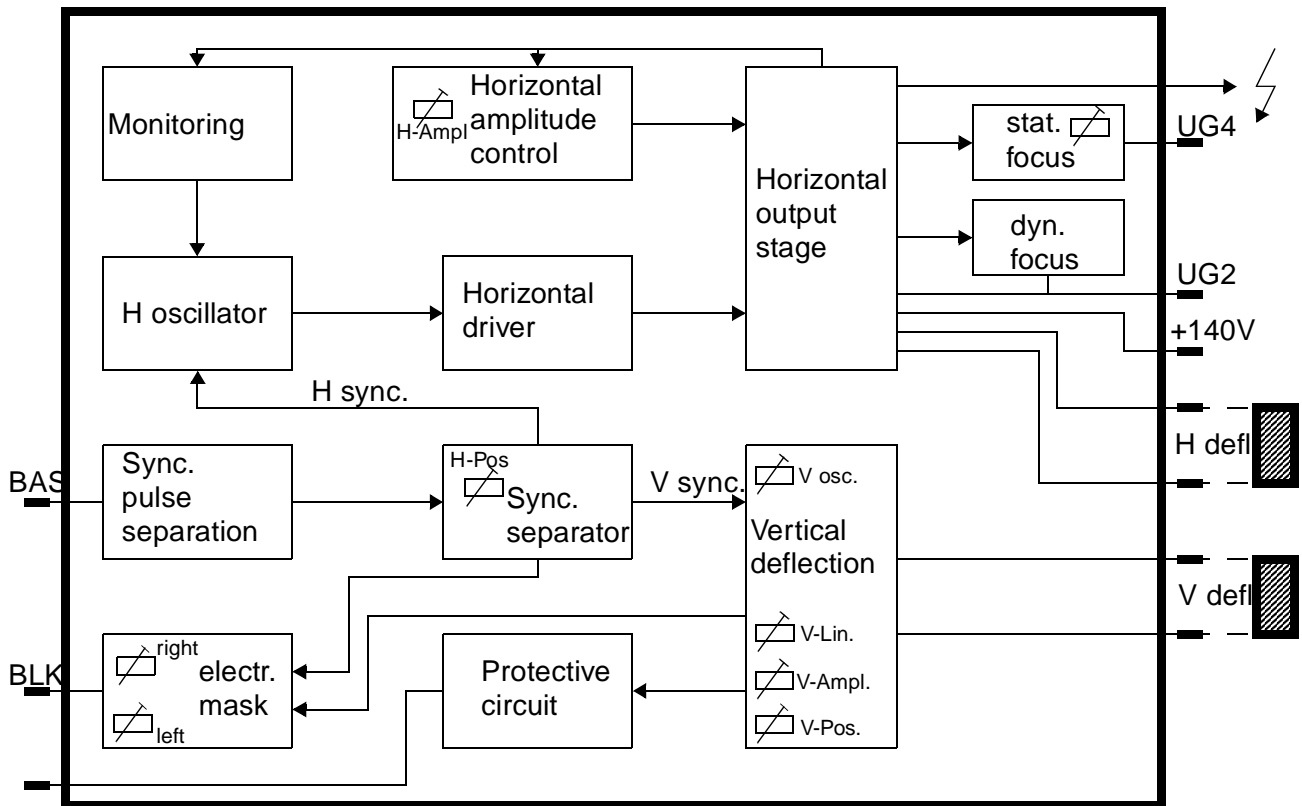 Monitoring
H-Ampl
Horizontal
amplitude
control
Horizontal
output
stage
stat.
focus
UG4
dyn.
focus
UG2
+140V
H oscillator
Horizontal
driver
H sync.
H defl
BAS
Sync.
pulse
separation
H-Pos
Sync.
separator
V sync.
V osc.
Vertical
deflection
V-Lin.
V-Ampl.
V-Pos.
V defl
BLK
right
electr.
mask
left
Protective
circuit